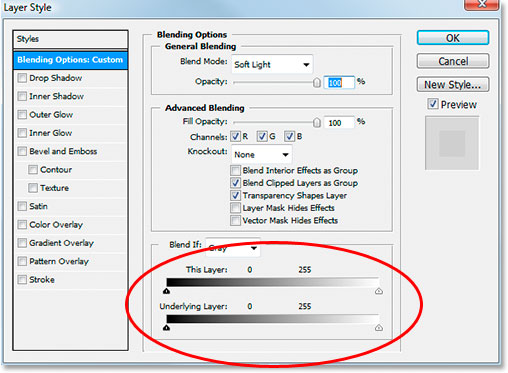 Layer Style
Styles
Blending Options: Custom
Drop Shadow
Inner Shadow
Outer Glow
Inner Glow
Bevel and Emboss
Contour
Texture
Satin
Color Overlay
Gradient Overlay
Pattern Overlay
Stroke
Blending Options
General Blending
Blend Mode: Soft Light
Opacity: 100 %
Advanced Blending
Fill Opacity: 100 %
Channels: R G B
Knockout: None
Blend Interior Effects as Group
Blend Clipped Layers as Group
Transparency Shapes Layer
Layer Mask Hides Effects
Vector Mask Hides Effects
Blend If: Gray
This Layer: 0 255
Underlying Layer: 0 255
OK
Cancel
New Style...
Preview